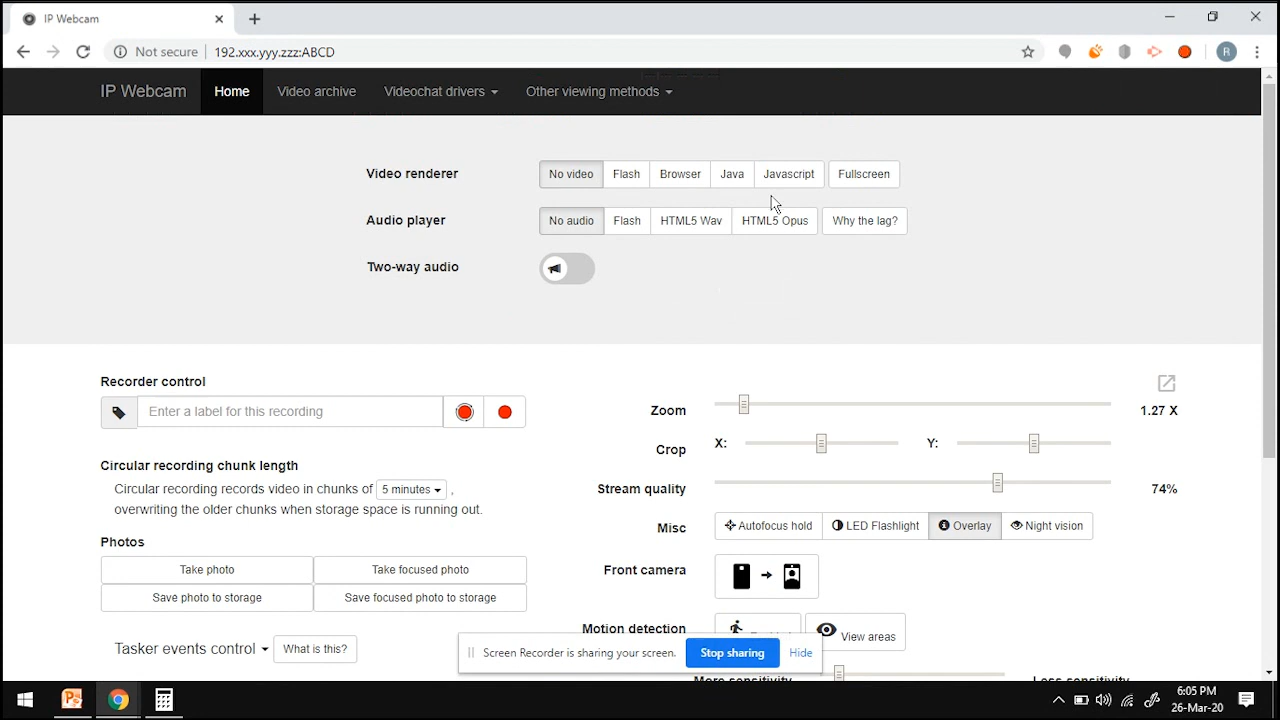 IP Webcam
Not secure
192.xxx.yyy.zzz:ABCD
R
IP Webcam
Home
Video archive
Videochat drivers
Other viewing methods
Video renderer
No video
Flash
Browser
Java
Javascript
Fullscreen
Audio player
No audio
Flash
HTML5 Wav
HTML5 Opus
Why the lag?
Two-way audio
Recorder control
Enter a label for this recording
Circular recording chunk length
Circular recording records video in chunks of 5 minutes ,
overwriting the older chunks when storage space is running out.
Photos
Take photo
Take focused photo
Save photo to storage
Save focused photo to storage
Tasker events control
What is this?
Zoom
1.27 X
Crop
X:
Y:
Stream quality
74%
Misc
Autofocus hold
LED Flashlight
Overlay
Night vision
Front camera
Motion detection
View areas
More sensitivity
Less sensitivity
Screen Recorder is sharing your screen.
Stop sharing
Hide
6:05 PM
26-Mar-20